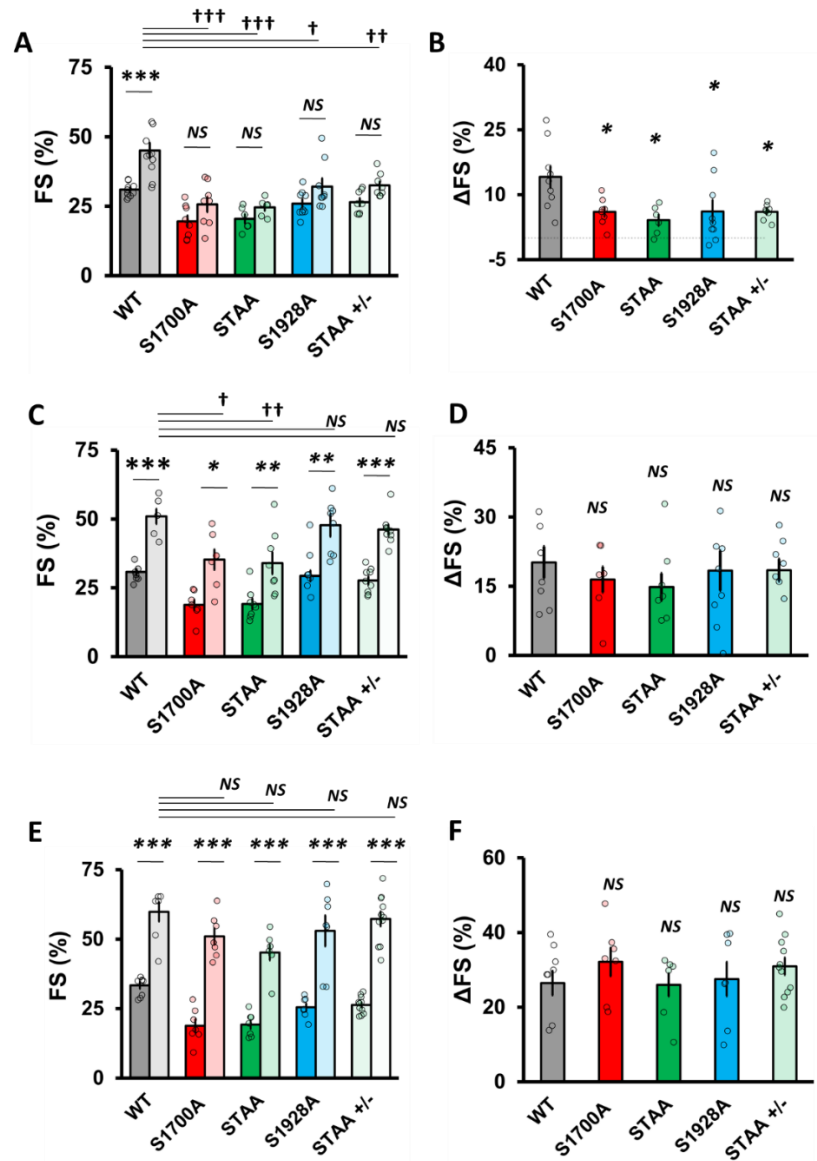 A
††† ††† † ††
*** NS NS NS NS
FS (%)
75
50
25
0
WT S1700A STAA S1928A STAA +/-
B
* * * *
ΔFS (%)
40
25
10
-5
WT S1700A STAA S1928A STAA +/-
C
† †† NS NS
*** * ** ** ***
FS (%)
75
50
25
0
WT S1700A STAA S1928A STAA +/-
D
NS NS NS NS
ΔFS (%)
45
30
15
0
WT S1700A STAA S1928A STAA +/-
E
NS NS NS NS
*** *** *** *** ***
FS (%)
75
50
25
0
WT S1700A STAA S1928A STAA +/-
F
NS NS NS NS
ΔFS (%)
60
40
20
0
WT S1700A STAA S1928A STAA +/-